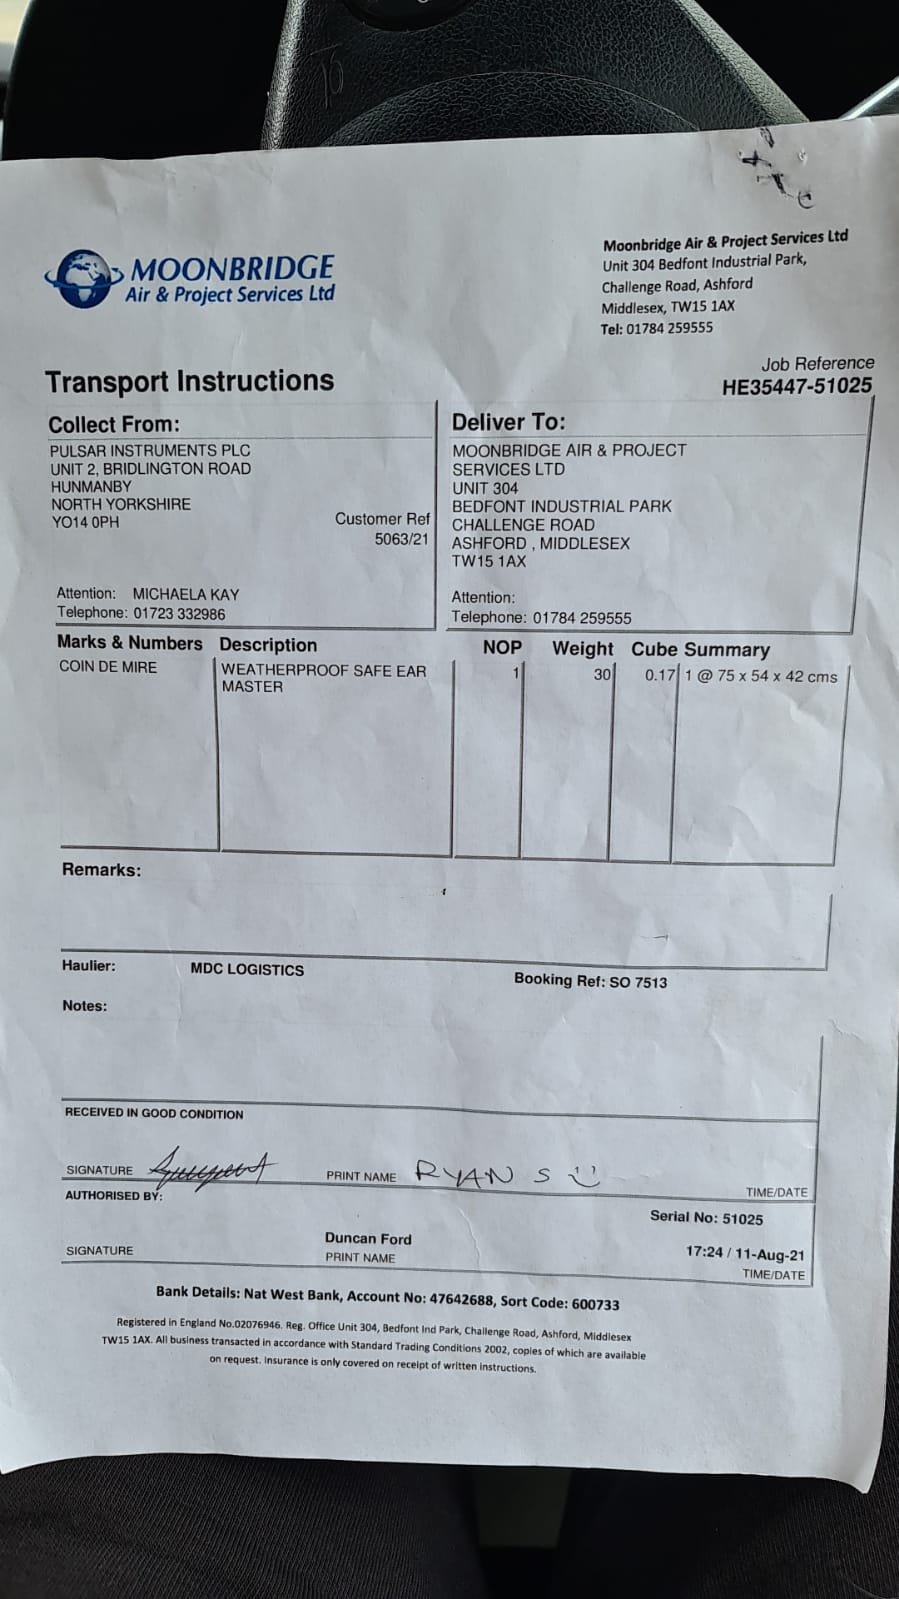 MOONBRIDGE
Air & Project Services Ltd
Moonbridge Air & Project Services Ltd
Unit 304 Bedfont Industrial Park,
Challenge Road, Ashford
Middlesex, TW15 1AX
Tel: 01784 259555
Job Reference
HE35447-51025
Transport Instructions
Collect From:
PULSAR INSTRUMENTS PLC
UNIT 2, BRIDLINGTON ROAD
HUNMANBY
NORTH YORKSHIRE
YO14 0PH
Customer Ref
5063/21
Attention: MICHAELA KAY
Telephone: 01723 332986
Deliver To:
MOONBRIDGE AIR & PROJECT
SERVICES LTD
UNIT 304
BEDFONT INDUSTRIAL PARK
CHALLENGE ROAD
ASHFORD , MIDDLESEX
TW15 1AX
Attention:
Telephone: 01784 259555
Marks & Numbers Description NOP Weight Cube Summary
COIN DE MIRE WEATHERPROOF SAFE EAR 1 30 0.17 1 @ 75 x 54 x 42 cms
MASTER
Remarks:
Haulier: MDC LOGISTICS Booking Ref: SO 7513
Notes:
RECEIVED IN GOOD CONDITION
SIGNATURE PRINT NAME RYAN S
TIME/DATE
AUTHORISED BY:
Serial No: 51025
Duncan Ford 17:24 / 11-Aug-21
SIGNATURE PRINT NAME TIME/DATE
Bank Details: Nat West Bank, Account No: 47642688, Sort Code: 600733
Registered in England No.02076946. Reg. Office Unit 304, Bedfont Ind Park, Challenge Road, Ashford, Middlesex
TW15 1AX. All business transacted in accordance with Standard Trading Conditions 2002, copies of which are available
on request. Insurance is only covered on receipt of written instructions.